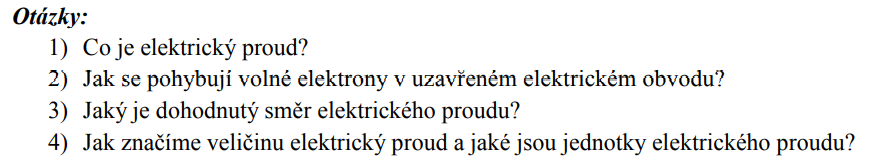 Otázky:
1) Co je elektrický proud?
2) Jak se pohybují volné elektrony v uzavřeném elektrickém obvodu?
3) Jaký je dohodnutý směr elektrického proudu?
4) Jak značíme veličinu elektrický proud a jaké jsou jednotky elektrického proudu?